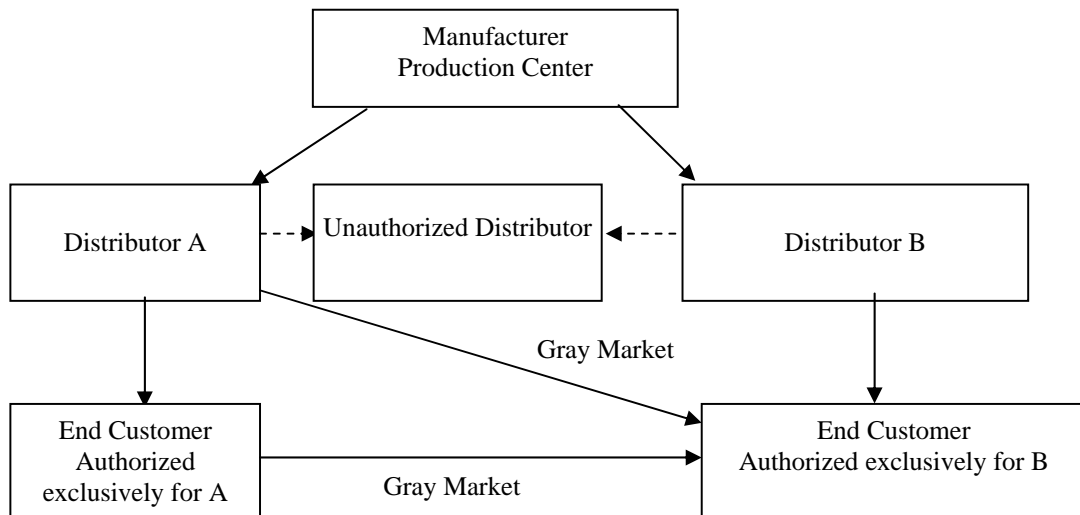 Manufacturer
Production Center
Distributor A
Unauthorized Distributor
Distributor B
Gray Market
End Customer
Authorized
exclusively for A
Gray Market
End Customer
Authorized exclusively for B